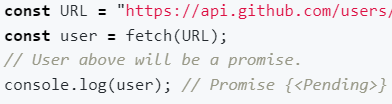 const URL = "https://api.github.com/users/
const user = fetch(URL);
// User above will be a promise.
console.log(user); // Promise {<Pending>}